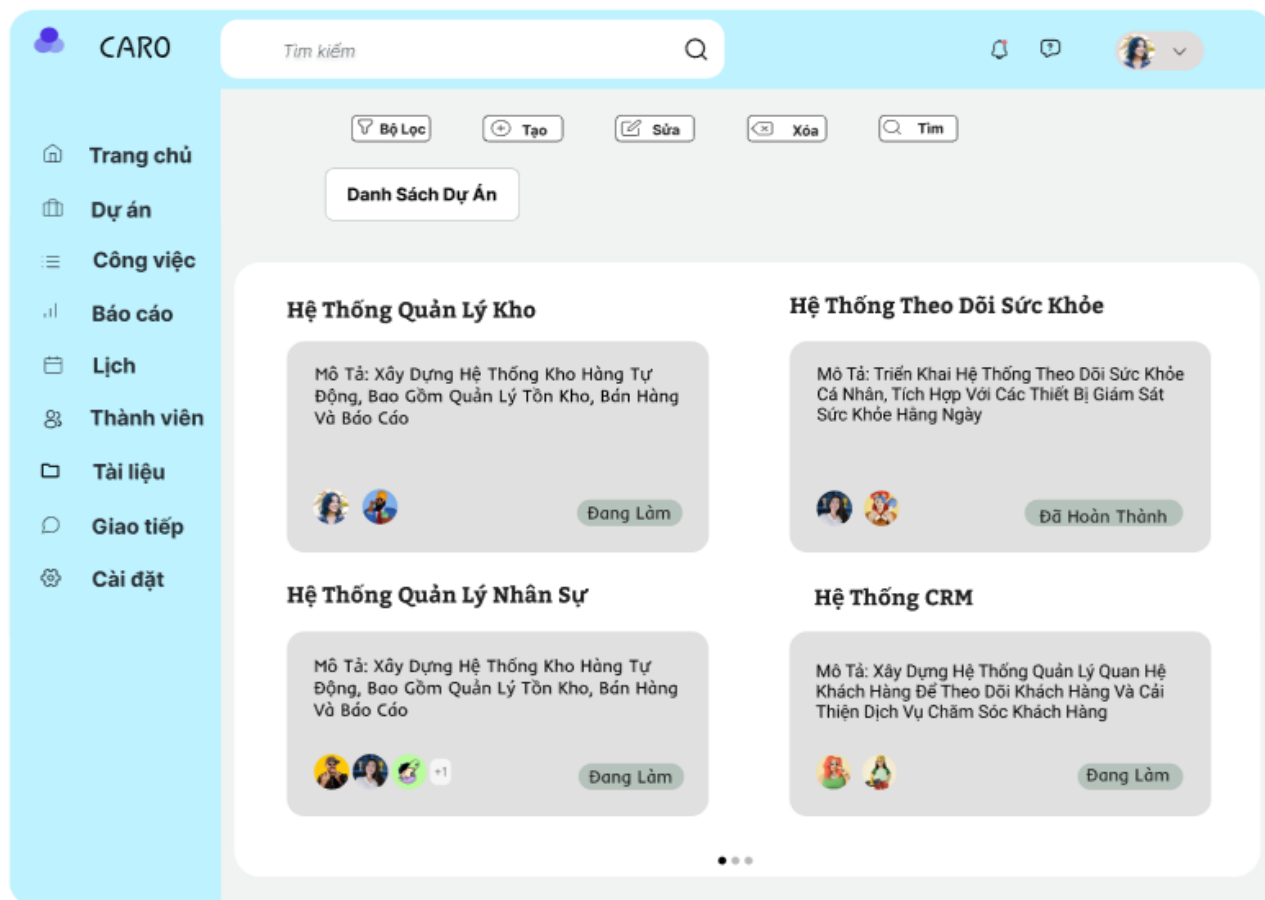 CARO
Tìm kiếm
Trang chủ
Dự án
Công việc
Báo cáo
Lịch
Thành viên
Tài liệu
Giao tiếp
Cài đặt
Bộ Lọc
Tạo
Sửa
Xóa
Tìm
Danh Sách Dự Án
Hệ Thống Quản Lý Kho
Mô Tả: Xây Dựng Hệ Thống Kho Hàng Tự
Động, Bao Gồm Quản Lý Tồn Kho, Bán Hàng
Và Báo Cáo
Đang Làm
Hệ Thống Theo Dõi Sức Khỏe
Mô Tả: Triển Khai Hệ Thống Theo Dõi Sức Khỏe
Cá Nhân, Tích Hợp Với Các Thiết Bị Giám Sát
Sức Khỏe Hằng Ngày
Đã Hoàn Thành
Hệ Thống Quản Lý Nhân Sự
Mô Tả: Xây Dựng Hệ Thống Kho Hàng Tự
Động, Bao Gồm Quản Lý Tồn Kho, Bán Hàng
Và Báo Cáo
+1
Đang Làm
Hệ Thống CRM
Mô Tả: Xây Dựng Hệ Thống Quản Lý Quan Hệ
Khách Hàng Để Theo Dõi Khách Hàng Và Cải
Thiện Dịch Vụ Chăm Sóc Khách Hàng
Đang Làm